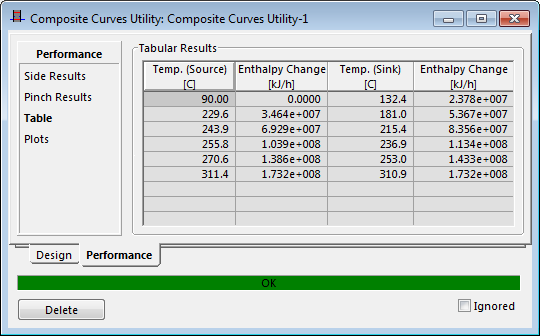 Composite Curves Utility: Composite Curves Utility-1
Performance
Side Results
Pinch Results
Table
Plots
Tabular Results
Temp. (Source) Enthalpy Change Temp. (Sink) Enthalpy Change
[C] [kJ/h] [C] [kJ/h]
90.00 0.0000 132.4 2.378e+007
229.6 3.464e+007 181.0 5.367e+007
243.9 6.929e+007 215.4 8.356e+007
255.8 1.039e+008 236.9 1.134e+008
270.6 1.386e+008 253.0 1.433e+008
311.4 1.732e+008 310.9 1.732e+008
Design Performance
OK
Delete Ignored